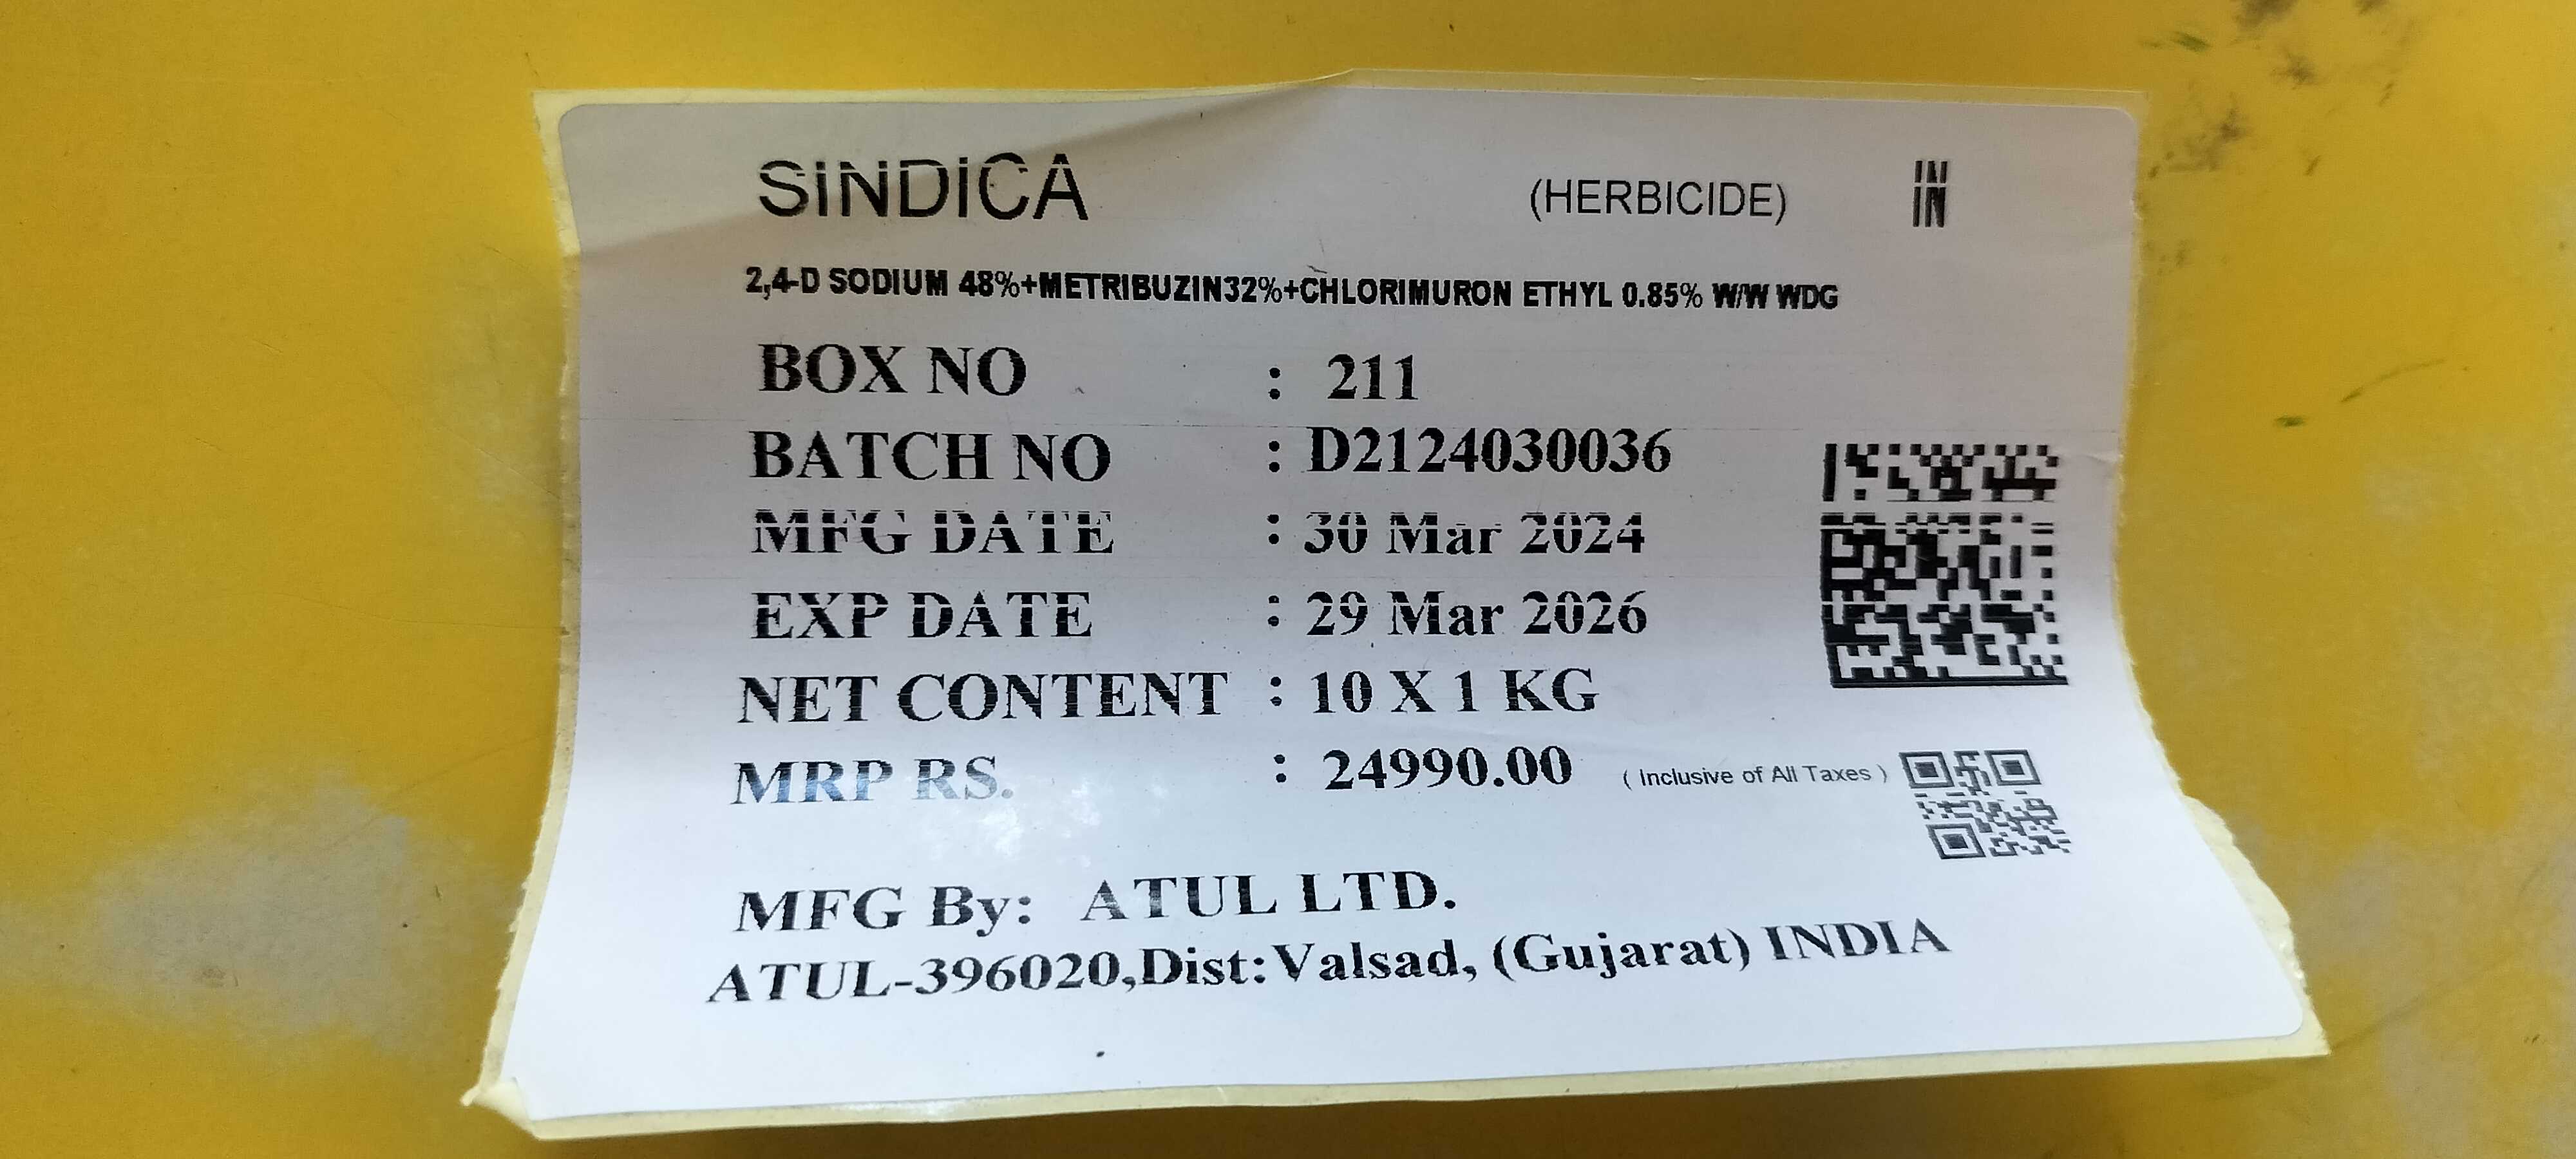 SiNDiCA (HERBICIDE) IN
2,4-D SODIUM 48%+METRIBUZIN32%+CHLORIMURON ETHYL 0.85% W/W WDG
BOX NO : 211
BATCH NO : D2124030036
MFG DATE : 30 Mar 2024
EXP DATE : 29 Mar 2026
NET CONTENT : 10 X 1 KG
MRP RS. : 24990.00 ( Inclusive of All Taxes )
MFG By: ATUL LTD.
ATUL-396020,Dist:Valsad, (Gujarat) INDIA